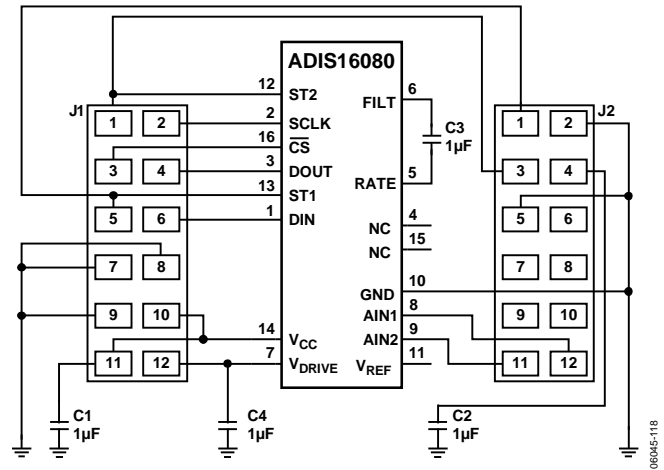 ADIS16080
J1
1
2
3
4
5
6
7
8
9
10
11
12
12 ST2
2 SCLK
16 CS
3 DOUT
13 ST1
1 DIN
14 VCC
7 VDRIVE
FILT 6
RATE 5
NC 4
NC 15
GND 10
AIN1 8
AIN2 9
VREF 11
C3
1µF
J2
1
2
3
4
5
6
7
8
9
10
11
12
C1
1µF
C4
1µF
C2
1µF
06045-118